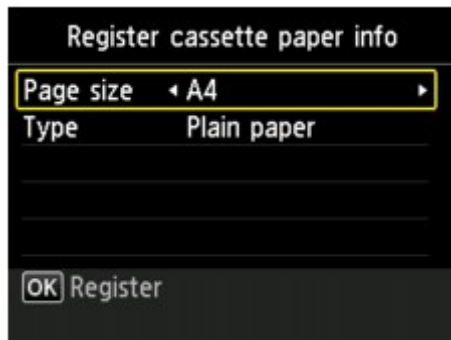 Register cassette paper info
Page size A4
Type Plain paper
OK Register